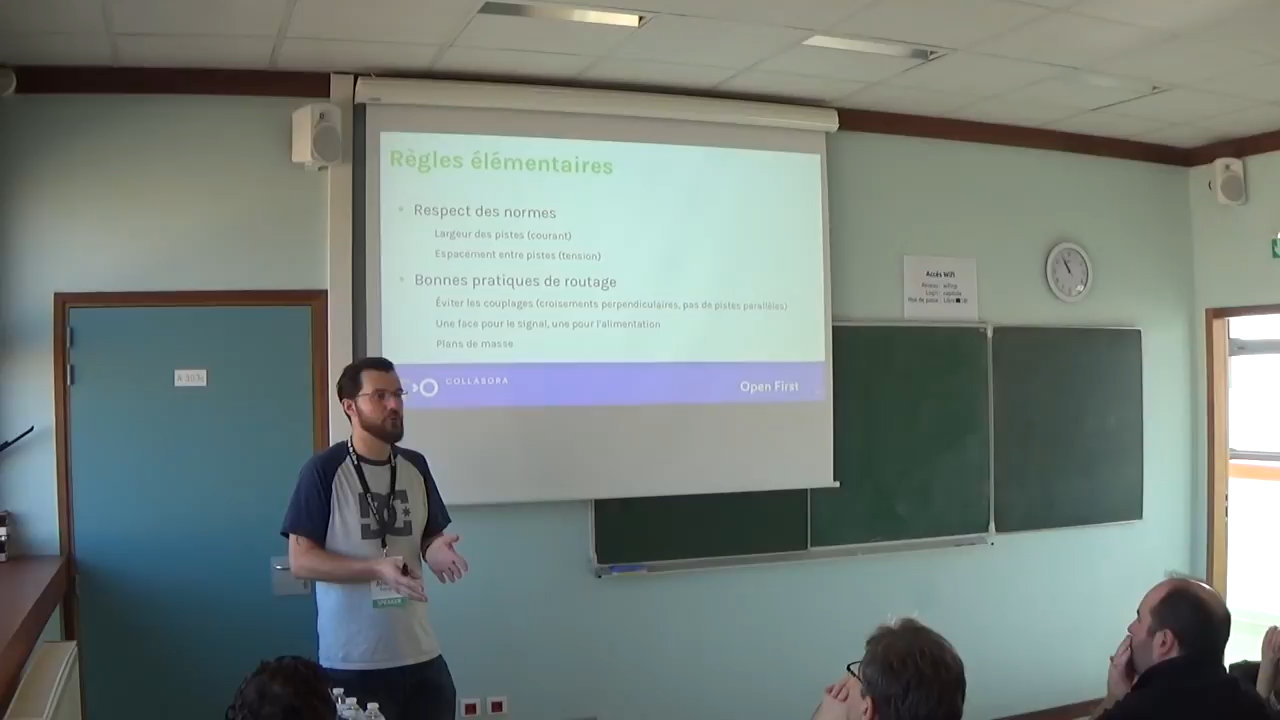 Règles élémentaires
Respect des normes
Largeur des pistes (courant)
Espacement entre pistes (tension)
Bonnes pratiques de routage
Éviter les couplages (croisements perpendiculaires, pas de pistes parallèles)
Une face pour le signal, une pour l'alimentation
Plans de masse
COLLABORA
Open First
Accès Wifi
DC
SPEAKER